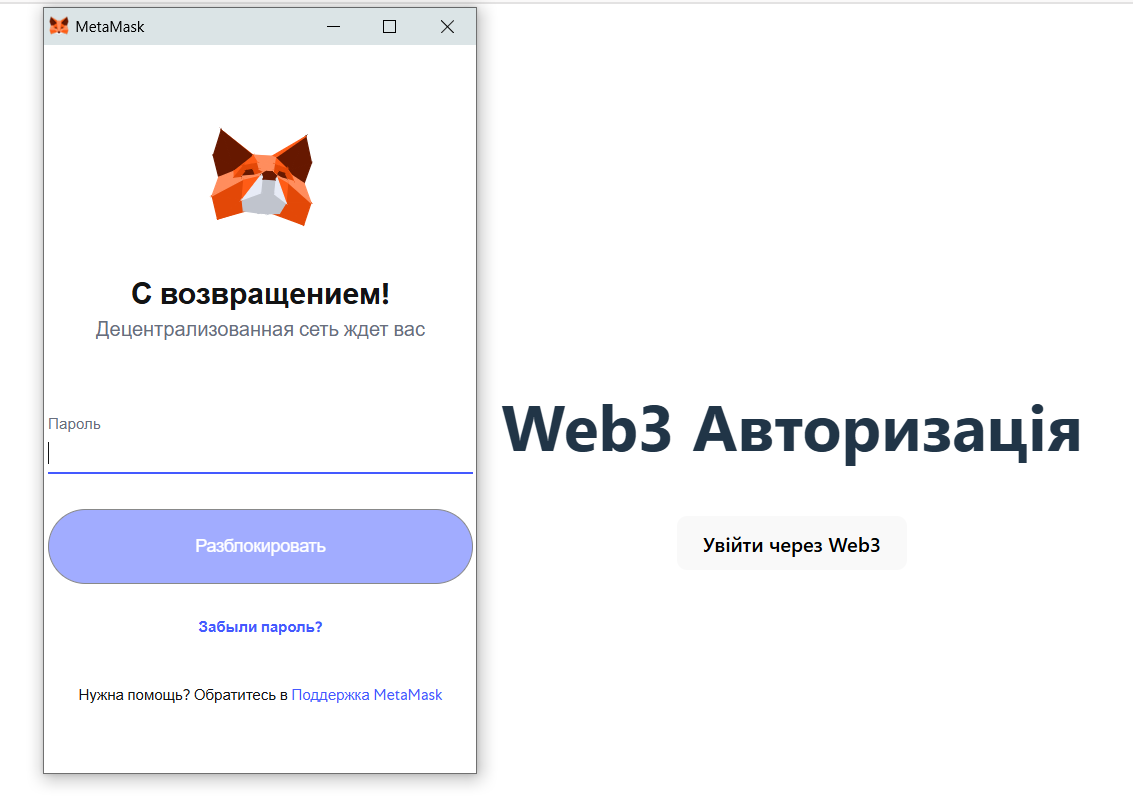 MetaMask
С возвращением!
Децентрализованная сеть ждет вас
Пароль
Разблокировать
Забыли пароль?
Нужна помощь? Обратитесь в Поддержка MetaMask
Web3 Авторизація
Увійти через Web3